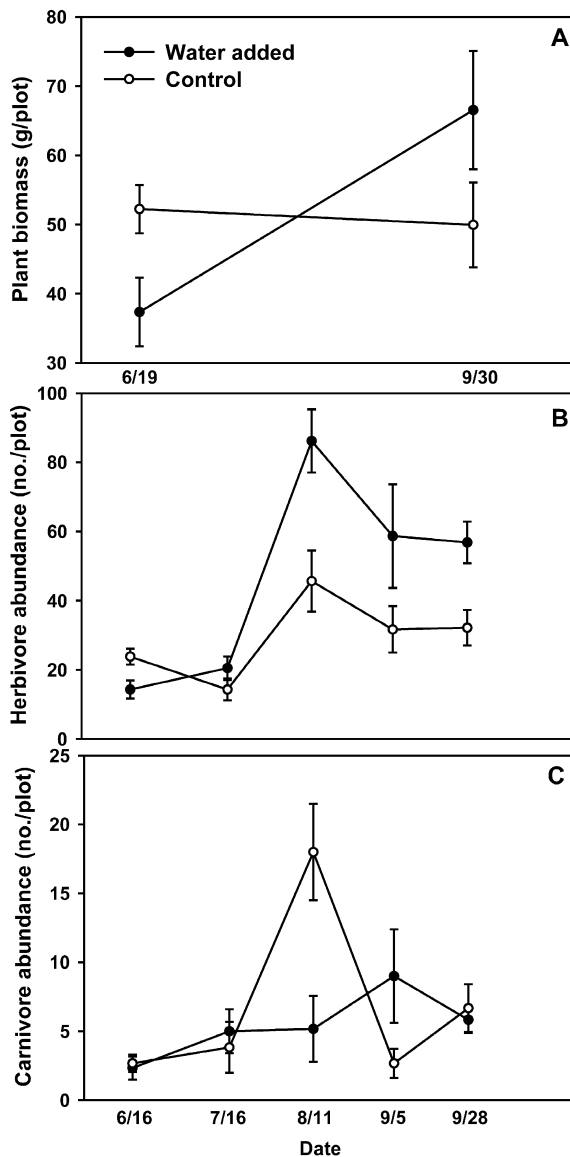 A
Water added
Control
Plant biomass (g/plot)
80
70
60
50
40
30
6/19 9/30
B
Herbivore abundance (no./plot)
100
80
60
40
20
0
C
Carnivore abundance (no./plot)
25
20
15
10
5
0
6/16 7/16 8/11 9/5 9/28
Date